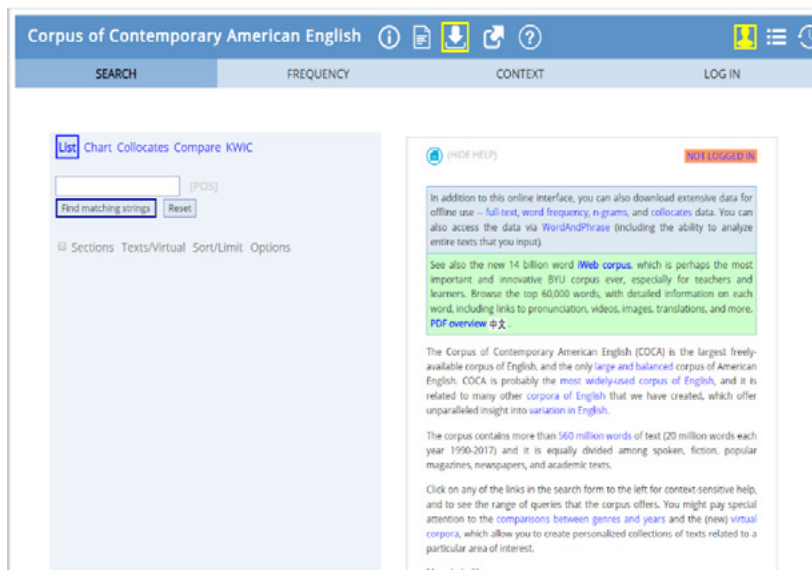 Corpus of Contemporary American English
SEARCH FREQUENCY CONTEXT LOG IN
List Chart Collocates Compare KWIC
[POS]
Find matching strings Reset
Sections Texts/Virtual Sort/Limit Options
(HIDE HELP) NOT LOGGED IN
In addition to this online interface, you can also download extensive data for
offline use -- full-text, word frequency, n-grams, and collocates data. You can
also access the data via WordAndPhrase (including the ability to analyze
entire texts that you input).
See also the new 14 billion word iWeb corpus, which is perhaps the most
important and innovative BYU corpus ever, especially for teachers and
learners. Browse the top 60,000 words, with detailed information on each
word, including links to pronunciation, videos, images, translations, and more.
PDF overview 中文 .
The Corpus of Contemporary American English (COCA) is the largest freely-
available corpus of English, and the only large and balanced corpus of American
English. COCA is probably the most widely-used corpus of English, and it is
related to many other corpora of English that we have created, which offer
unparalleled insight into variation in English.
The corpus contains more than 560 million words of text (20 million words each
year 1990-2017) and it is equally divided among spoken, fiction, popular
magazines, newspapers, and academic texts.
Click on any of the links in the search form to the left for context-sensitive help,
and to see the range of queries that the corpus offers. You might pay special
attention to the comparisons between genres and years and the (new) virtual
corpora, which allow you to create personalized collections of texts related to a
particular area of interest.